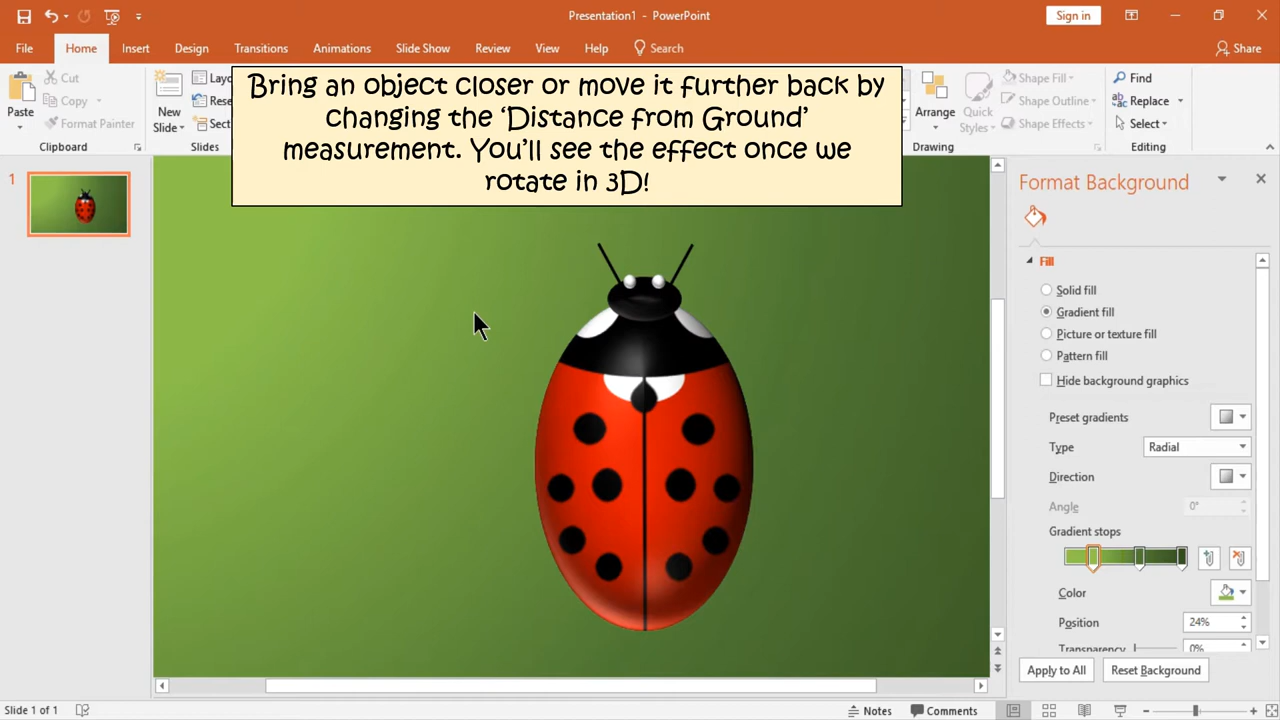 Presentation1 - PowerPoint
Sign in
File
Home
Insert
Design
Transitions
Animations
Slide Show
Review
View
Help
Search
Share
Paste
Cut
Copy
Format Painter
Clipboard
New
Slide
Layo
Rese
Sect
Slides
Bring an object closer or move it further back by
changing the ‘Distance from Ground’
measurement. You’ll see the effect once we
rotate in 3D!
Arrange
Quick
Styles
Shape Fill
Shape Outline
Shape Effects
Drawing
Find
Replace
Select
Editing
1
Format Background
Fill
Solid fill
Gradient fill
Picture or texture fill
Pattern fill
Hide background graphics
Preset gradients
Type Radial
Direction
Angle 0°
Gradient stops
Color
Position 24%
Transparency 0%
Apply to All
Reset Background
Slide 1 of 1
Notes
Comments